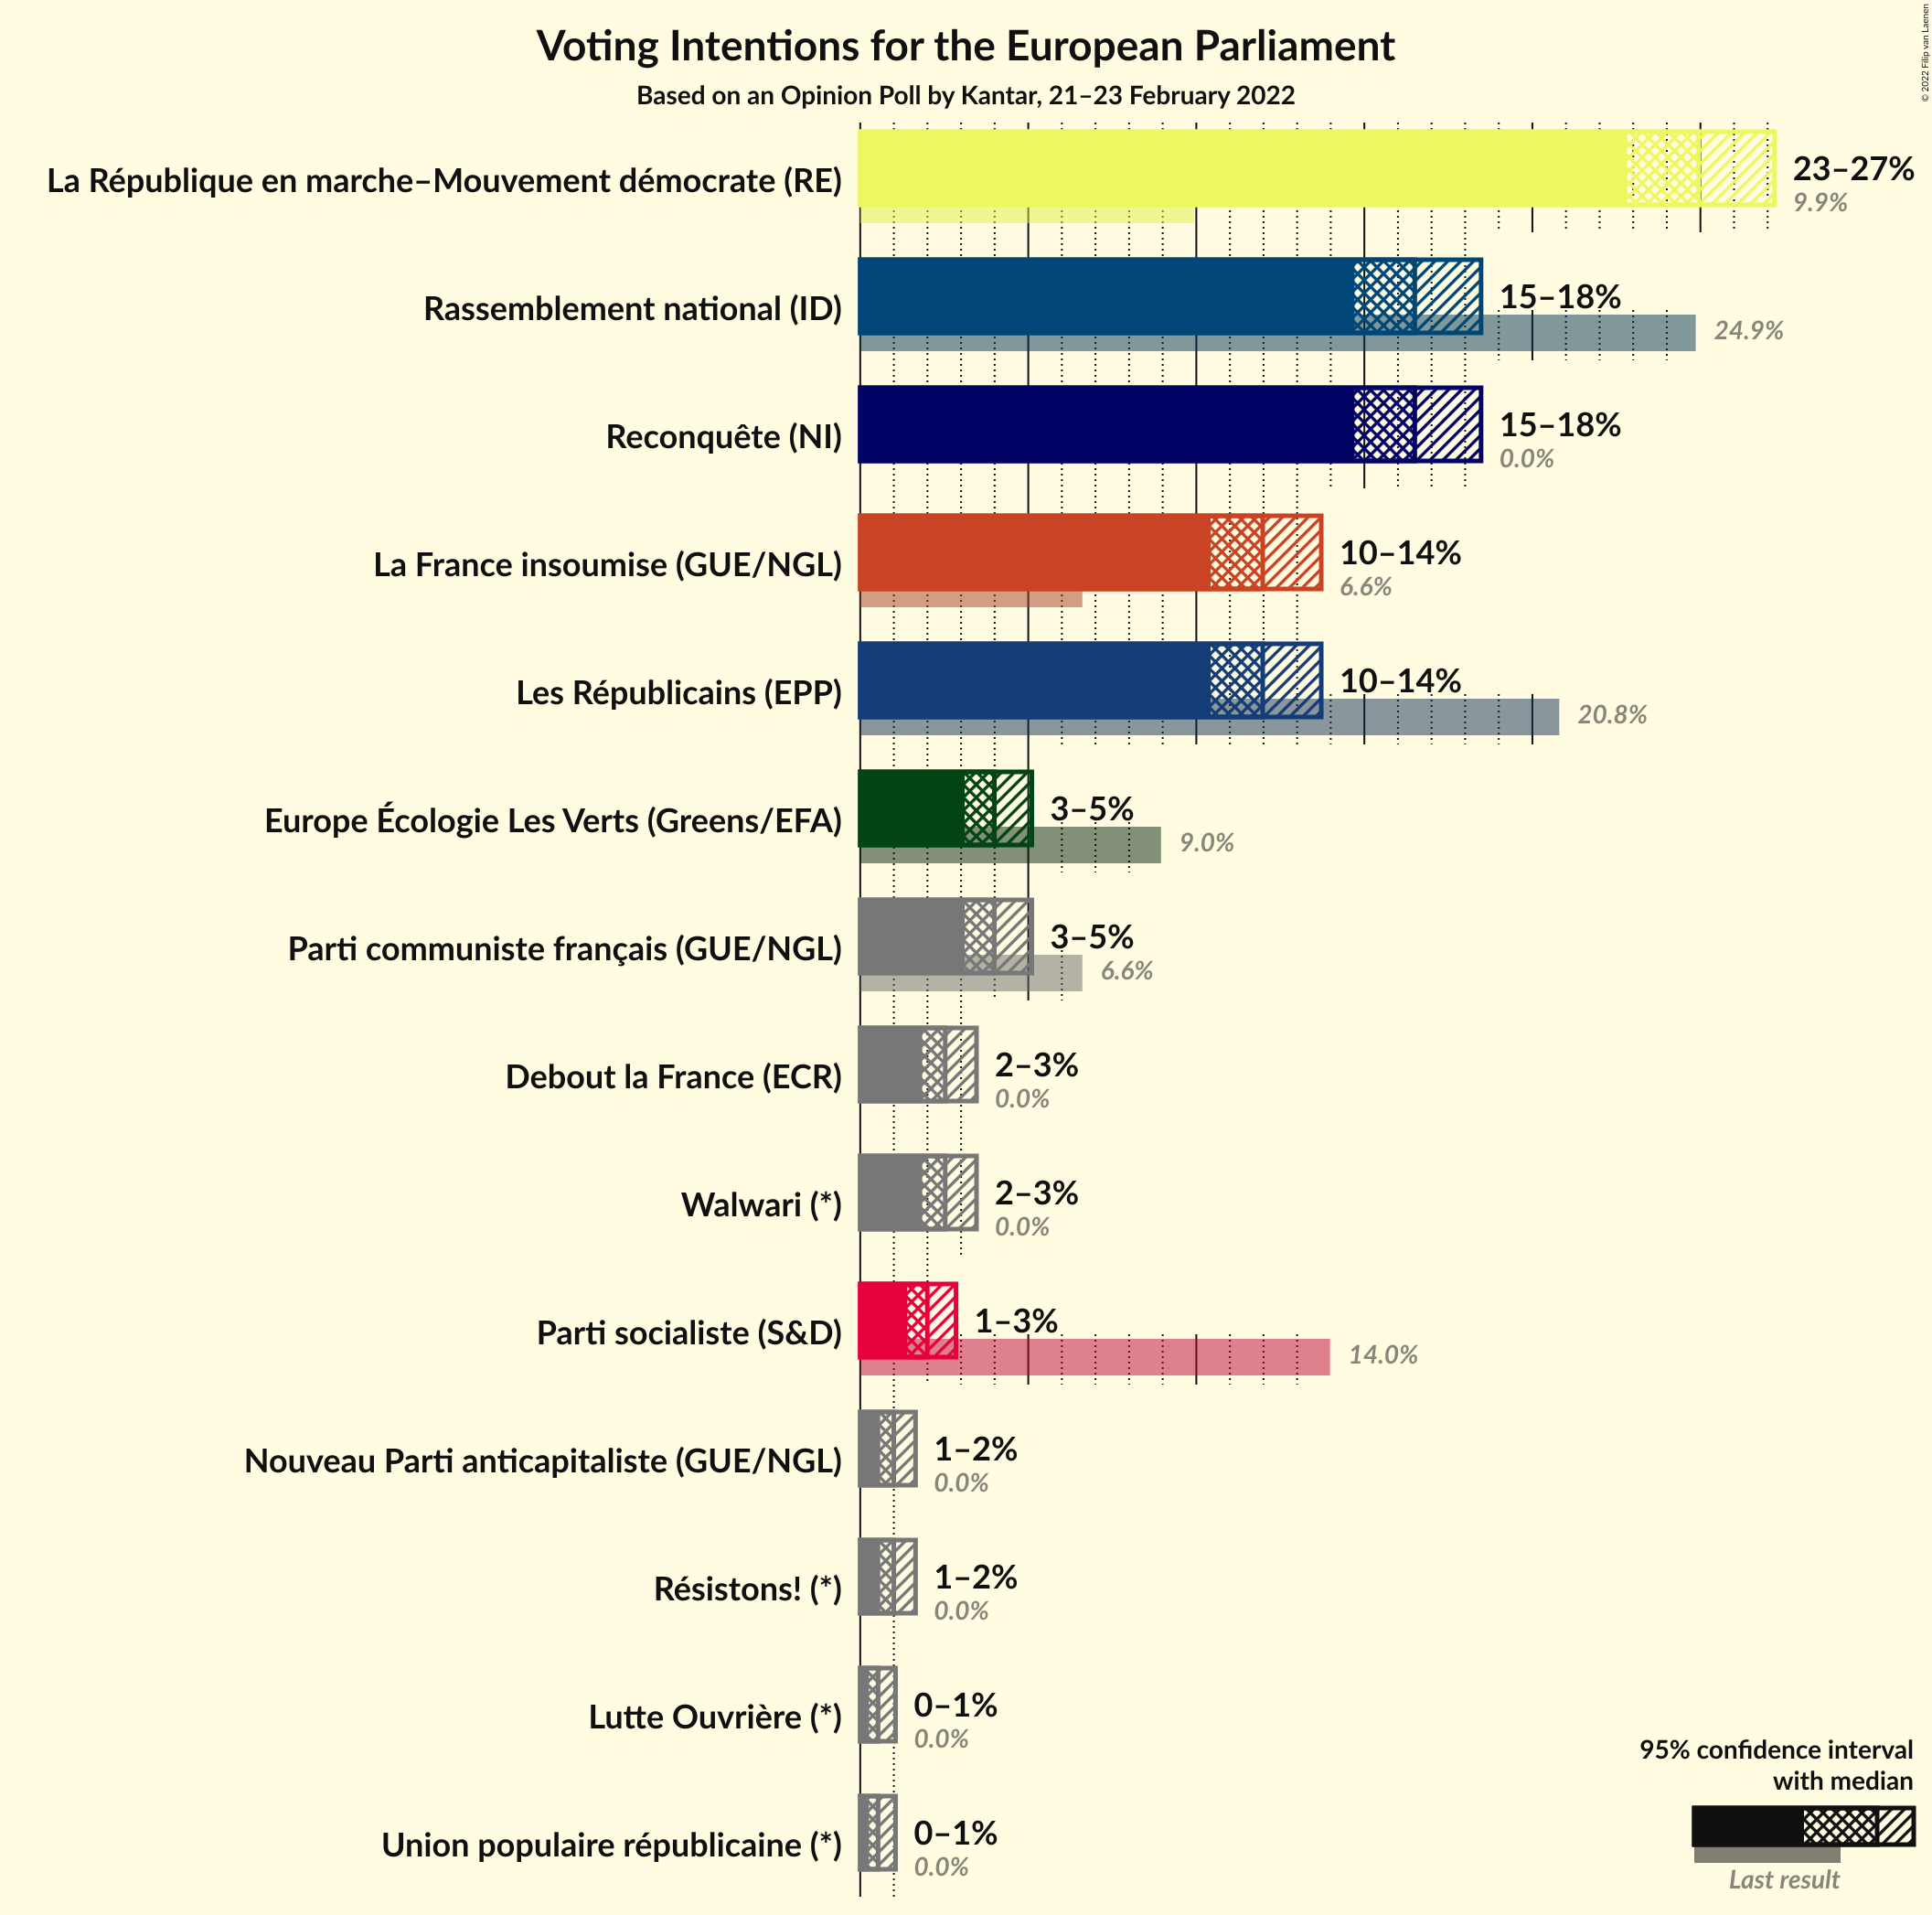 Voting Intentions for the European Parliament
Based on an Opinion Poll by Kantar, 21–23 February 2022
© 2022 Filip van Laenen
La République en marche–Mouvement démocrate (RE)
23–27%
9.9%
Rassemblement national (ID)
15–18%
24.9%
Reconquête (NI)
15–18%
0.0%
La France insoumise (GUE/NGL)
10–14%
6.6%
Les Républicains (EPP)
10–14%
20.8%
Europe Écologie Les Verts (Greens/EFA)
3–5%
9.0%
Parti communiste français (GUE/NGL)
3–5%
6.6%
Debout la France (ECR)
2–3%
0.0%
Walwari (*)
2–3%
0.0%
Parti socialiste (S&D)
1–3%
14.0%
Nouveau Parti anticapitaliste (GUE/NGL)
1–2%
0.0%
Résistons! (*)
1–2%
0.0%
Lutte Ouvrière (*)
0–1%
0.0%
Union populaire républicaine (*)
0–1%
0.0%
95% confidence interval
with median
Last result